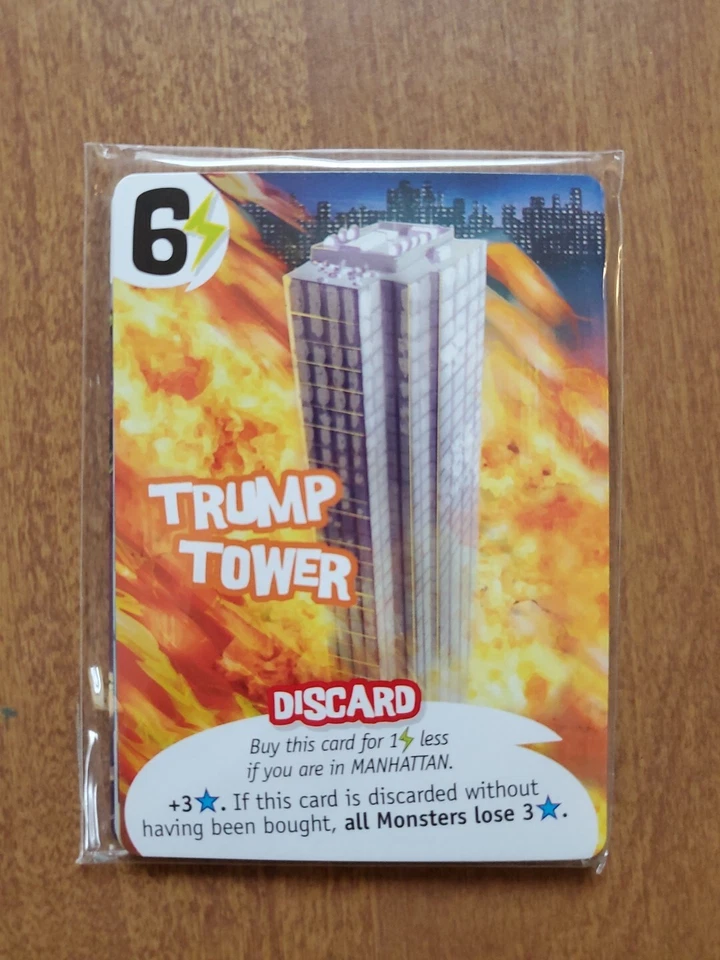 6
TRUMP
TOWER
DISCARD
Buy this card for 1 less
if you are in MANHATTAN.
+3. If this card is discarded without
having been bought, all Monsters lose 3.